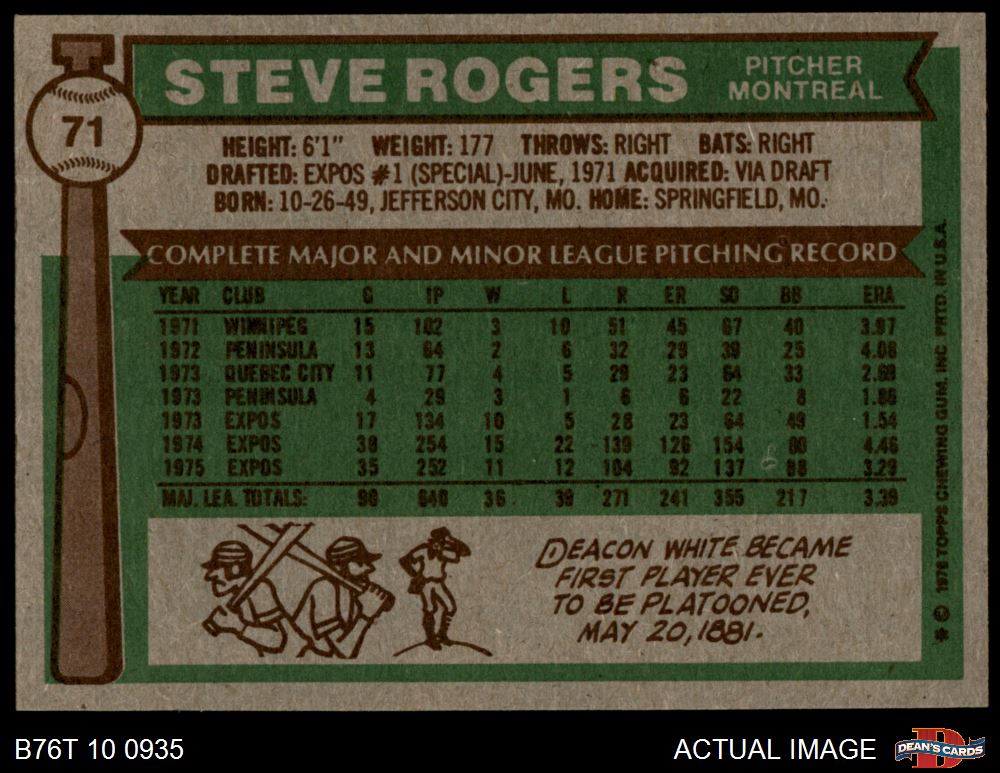 71
STEVE ROGERS
PITCHER
MONTREAL
HEIGHT: 6'1" WEIGHT: 177 THROWS: RIGHT BATS: RIGHT
DRAFTED: EXPOS #1 (SPECIAL)-JUNE, 1971 ACQUIRED: VIA DRAFT
BORN: 10-26-49, JEFFERSON CITY, MO. HOME: SPRINGFIELD, MO.
COMPLETE MAJOR AND MINOR LEAGUE PITCHING RECORD
YEAR CLUB G IP W L R ER SO BB ERA
1971 WINNIPEG 15 102 3 10 51 45 67 40 3.97
1972 PENINSULA 13 64 2 6 32 29 39 25 4.08
1973 QUEBEC CITY 11 77 4 5 29 23 64 33 2.69
1973 PENINSULA 4 29 3 1 6 6 22 8 1.86
1973 EXPOS 17 134 10 5 28 23 64 49 1.54
1974 EXPOS 38 254 15 22 139 126 154 80 4.46
1975 EXPOS 35 252 11 12 104 92 137 88 3.29
MAJ. LEA. TOTALS: 90 640 36 39 271 241 355 217 3.39
DEACON WHITE BECAME
FIRST PLAYER EVER
TO BE PLATOONED,
MAY 20, 1881.
* © 1976 TOPPS CHEWING GUM, INC. PRTD. IN U.S.A.
B76T 10 0935
ACTUAL IMAGE
DEAN'S CARDS